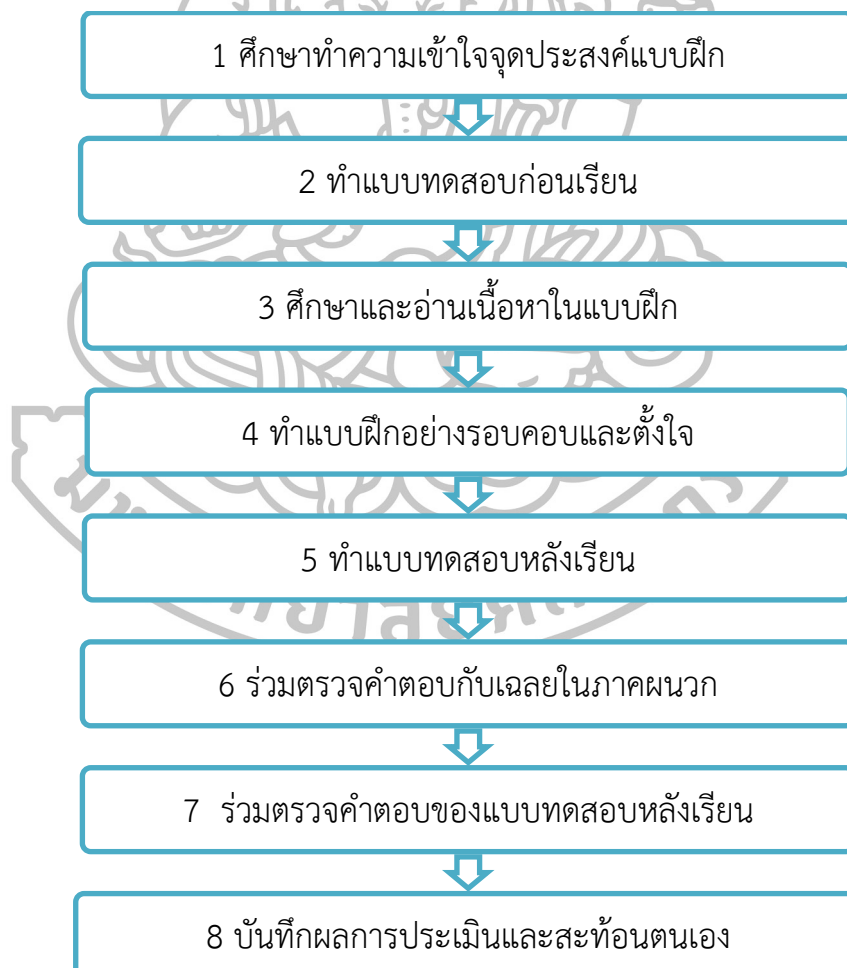 1 ศึกษาทำความเข้าใจจุดประสงค์แบบฝึก
2 ทำแบบทดสอบก่อนเรียน
3 ศึกษาและอ่านเนื้อหาในแบบฝึก
4 ทำแบบฝึกอย่างรอบคอบและตั้งใจ
5 ทำแบบทดสอบหลังเรียน
6 ร่วมตรวจคำตอบกับเฉลยในภาคผนวก
7 ร่วมตรวจคำตอบของแบบทดสอบหลังเรียน
8 บันทึกผลการประเมินและสะท้อนตนเอง